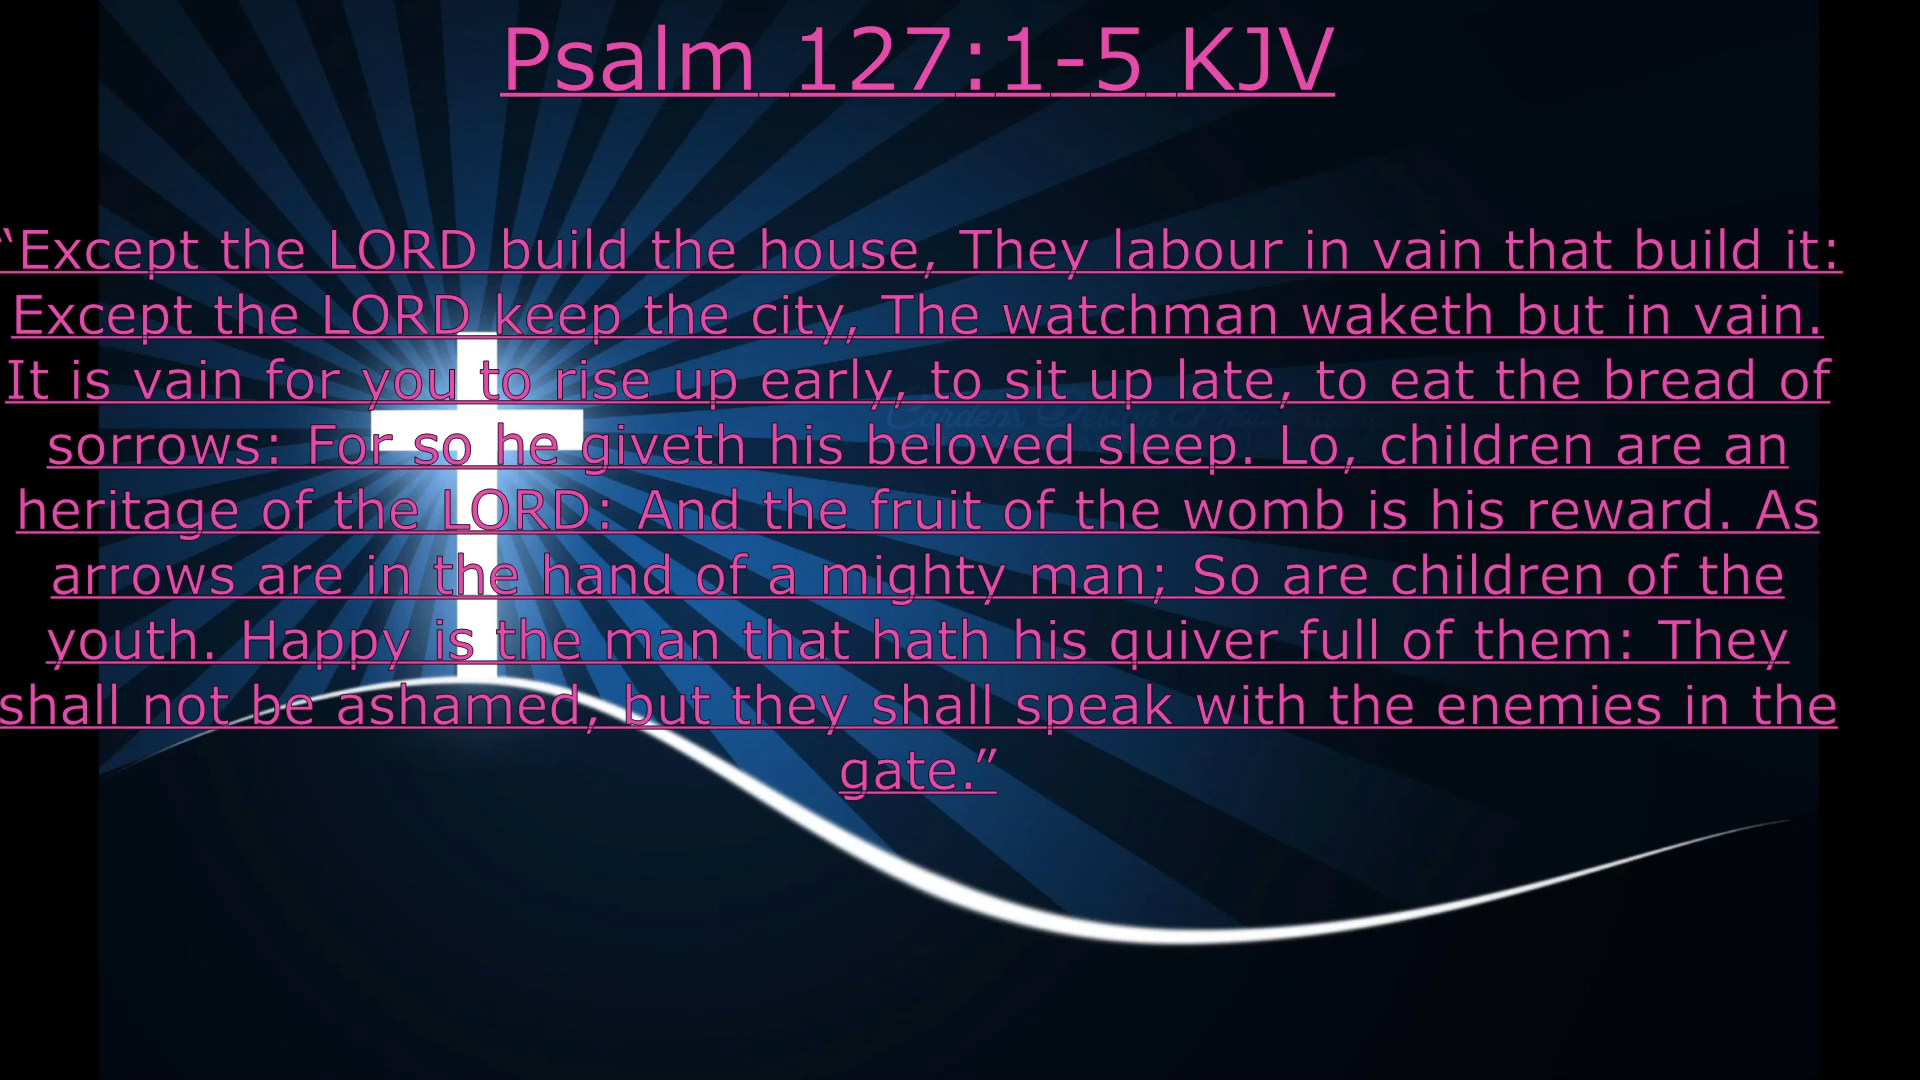 Psalm 127:1-5 KJV
“Except the LORD build the house, They labour in vain that build it:
Except the LORD keep the city, The watchman waketh but in vain.
It is vain for you to rise up early, to sit up late, to eat the bread of
sorrows: For so he giveth his beloved sleep. Lo, children are an
heritage of the LORD: And the fruit of the womb is his reward. As
arrows are in the hand of a mighty man; So are children of the
youth. Happy is the man that hath his quiver full of them: They
shall not be ashamed, but they shall speak with the enemies in the
gate.”